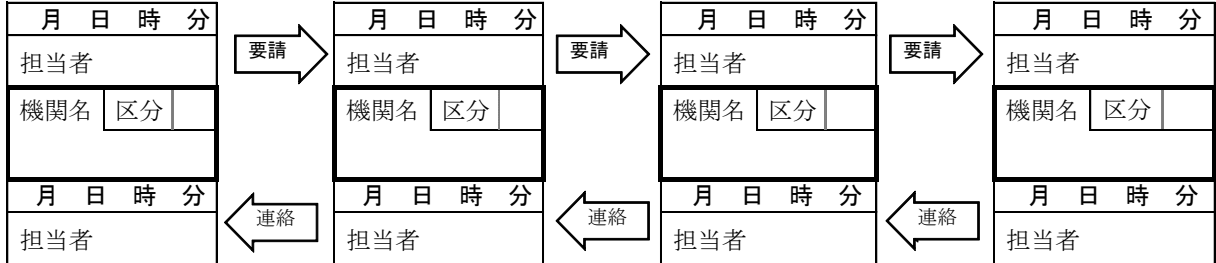 月 日 時 分 月 日 時 分 月 日 時 分 月 日 時 分
担当者 要請 担当者 要請 担当者 要請 担当者
機関名 区分 機関名 区分 機関名 区分 機関名 区分
月 日 時 分 月 日 時 分 月 日 時 分 月 日 時 分
担当者 連絡 担当者 連絡 担当者 連絡 担当者